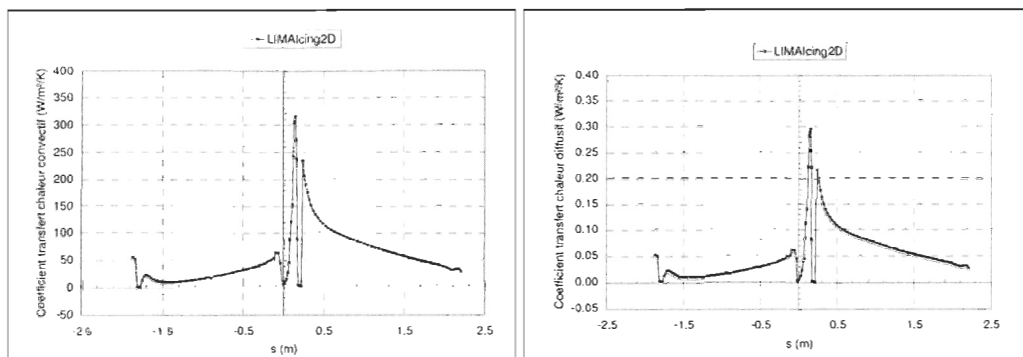 LIMAIcing2D
Coefficient transfert chaleur convectif (W/m²/K)
400
350
300
250
200
150
100
50
0
-50
-2.5 -1.5 -0.5 0.5 1.5 2.5
s (m)
LIMAIcing2D
Coefficient transfert chaleur diffusif (W/m²/K)
0.40
0.35
0.30
0.25
0.20
0.15
0.10
0.05
0.00
-0.05
-2.5 -1.5 -0.5 0.5 1.5 2.5
s (m)